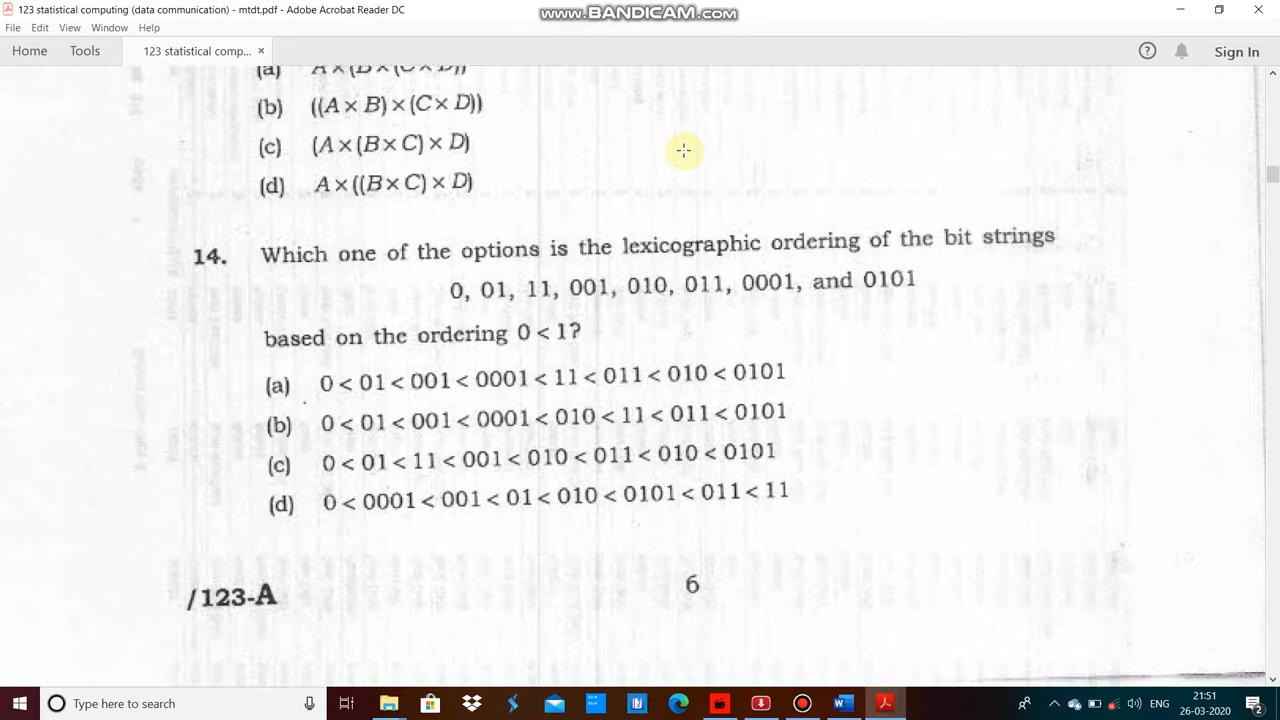 123 statistical computing (data communication) - mtdt.pdf - Adobe Acrobat Reader DC
www.BANDICAM.com
File Edit View Window Help
Home Tools 123 statistical comp... × Sign In
(a) A × (B × (C × D))
(b) ((A × B) × (C × D))
(c) (A × (B × C) × D)
(d) A × ((B × C) × D)
14. Which one of the options is the lexicographic ordering of the bit strings
0, 01, 11, 001, 010, 011, 0001, and 0101
based on the ordering 0 < 1?
(a) 0 < 01 < 001 < 0001 < 11 < 011 < 010 < 0101
(b) 0 < 01 < 001 < 0001 < 010 < 11 < 011 < 0101
(c) 0 < 01 < 11 < 001 < 010 < 011 < 010 < 0101
(d) 0 < 0001 < 001 < 01 < 010 < 0101 < 011 < 11
/123-A 6
Type here to search ENG 21:51
26-03-2020 2